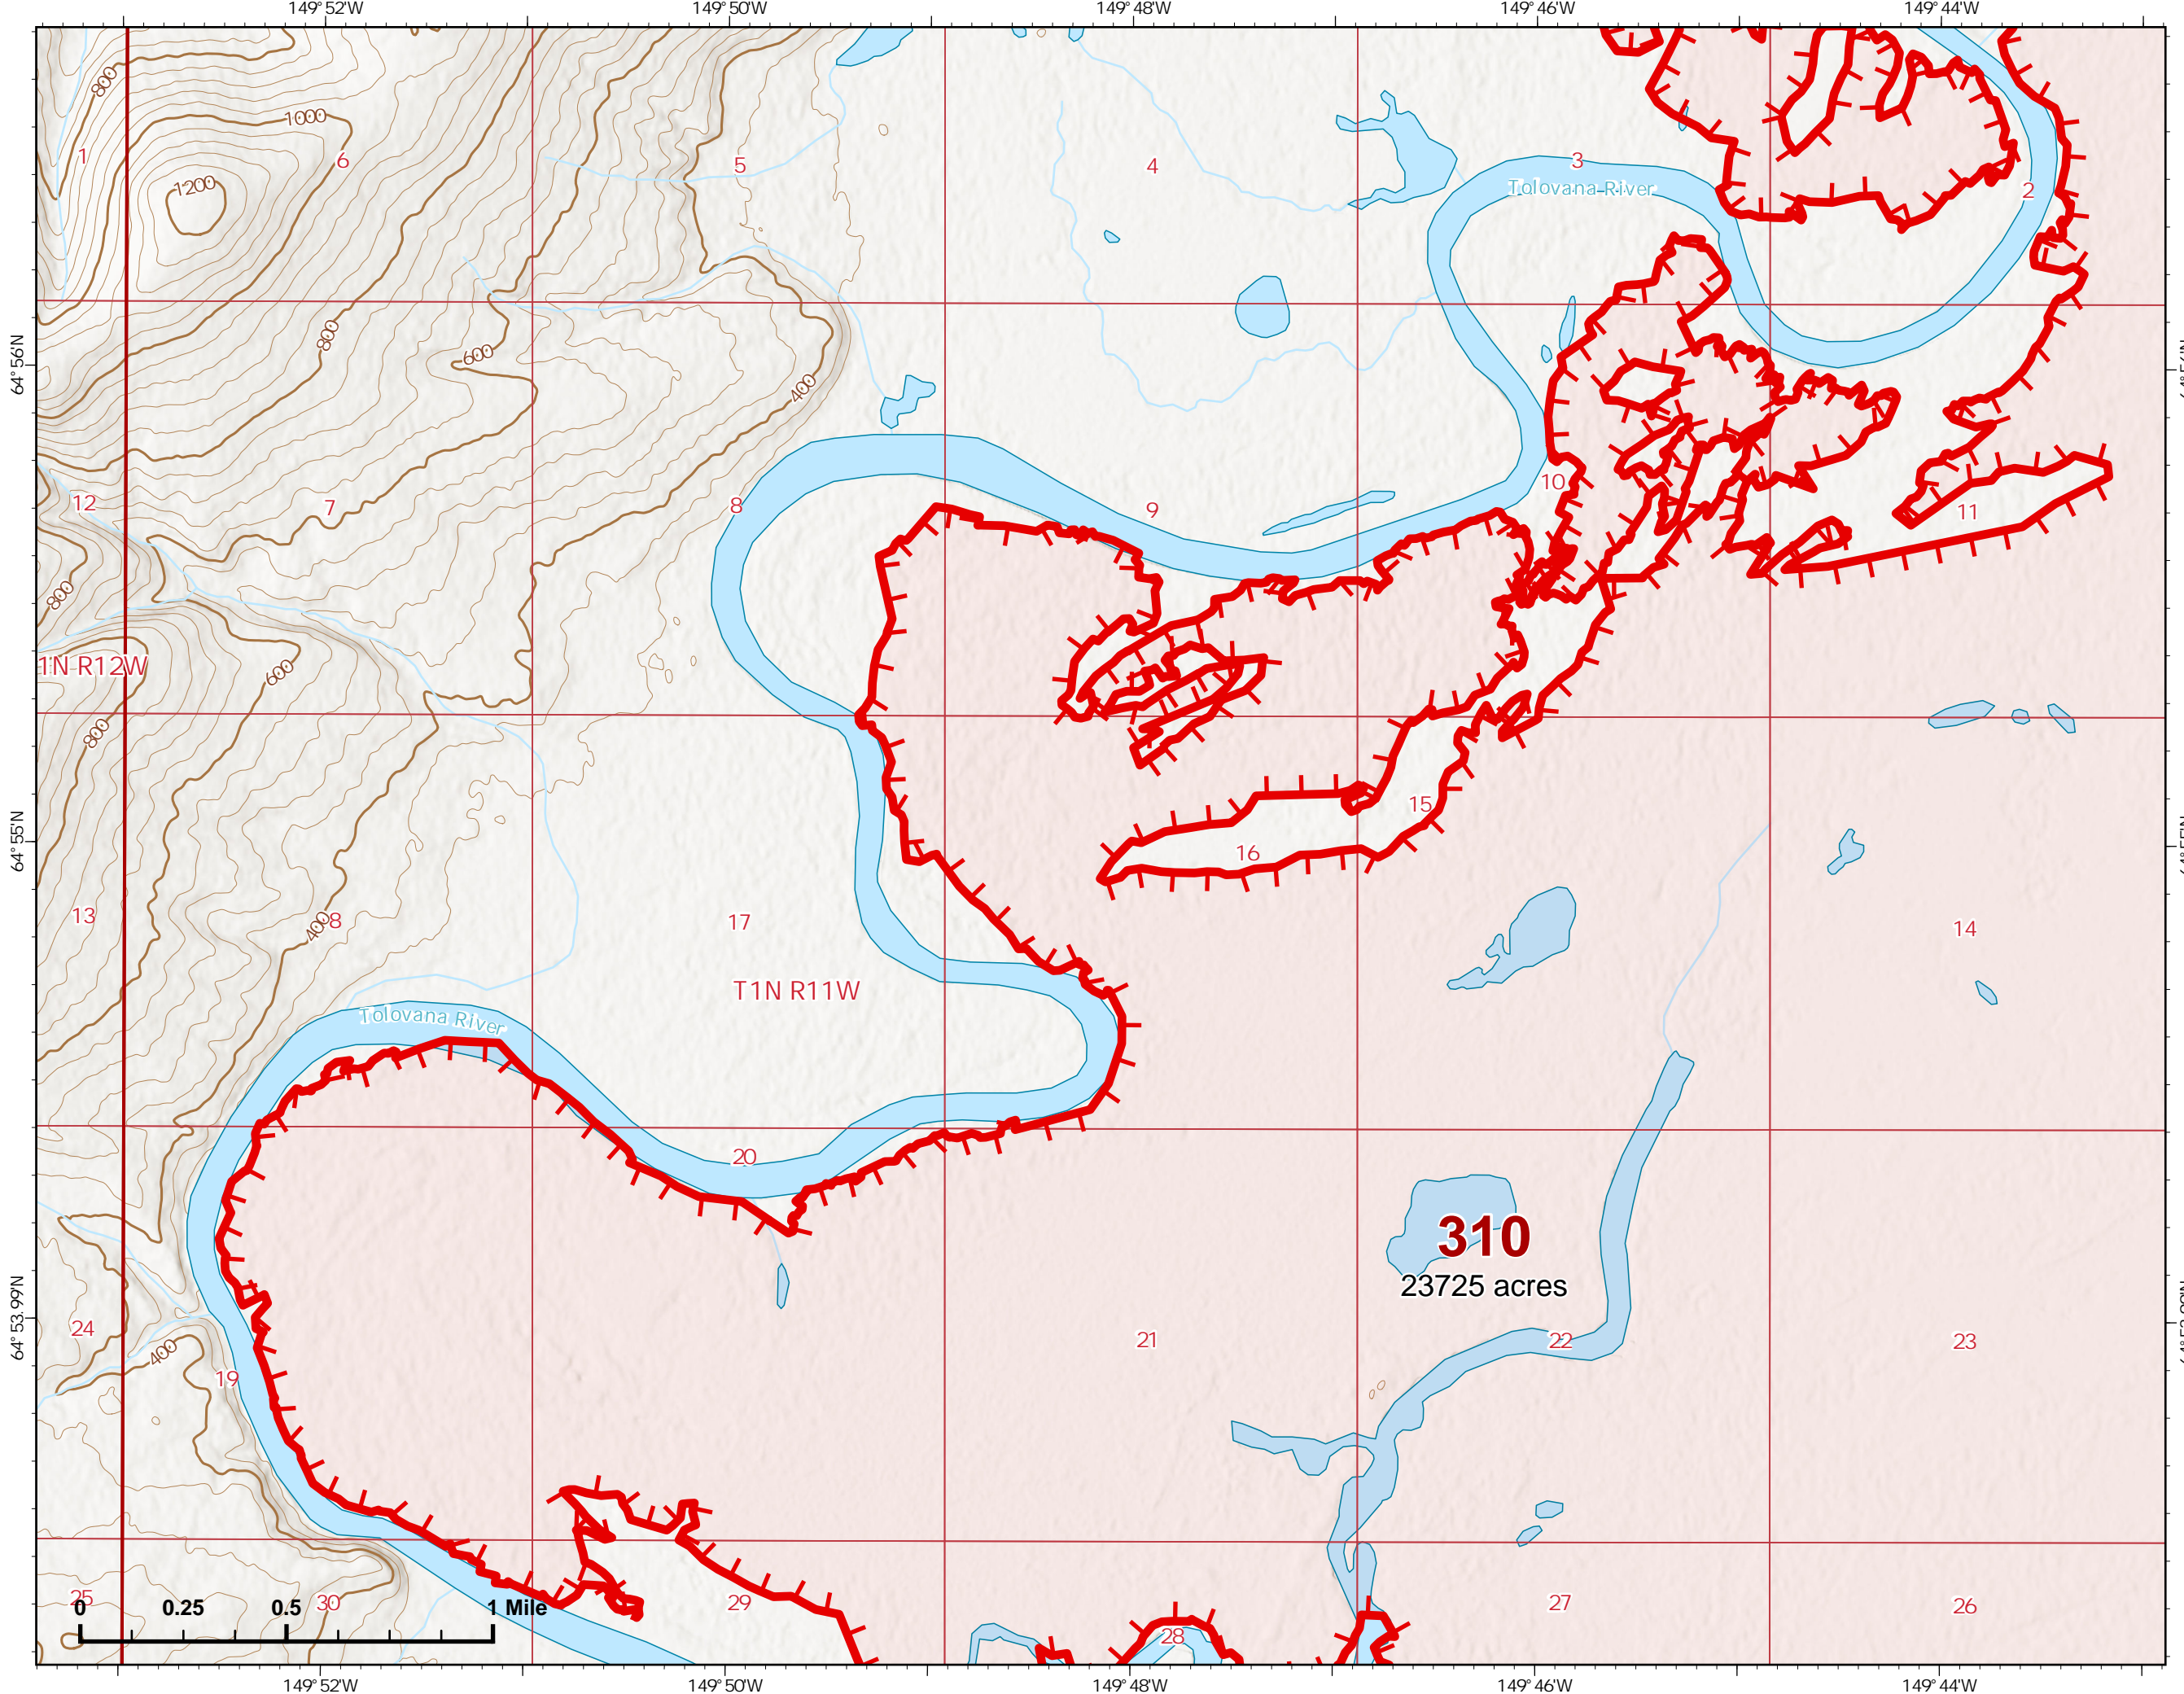 149°52'W 149°50'W 149°48'W 149°46'W 149°44'W
800
1000
1 6 5 4 3
1200 Tolovana River 2
800
64°56'N
600
400
12 7 8 9 10 11
800
1N R12W 600
800
64°55'N
15
16
13 400 8 17 14
T1N R11W
Tolovana River
20
310
23725 acres
64°53.99'N
24 400 21 22 23
19
25 30 29 27 26
0 0.25 0.5 1 Mile
28
149°52'W 149°50'W 149°48'W 149°46'W 149°44'W